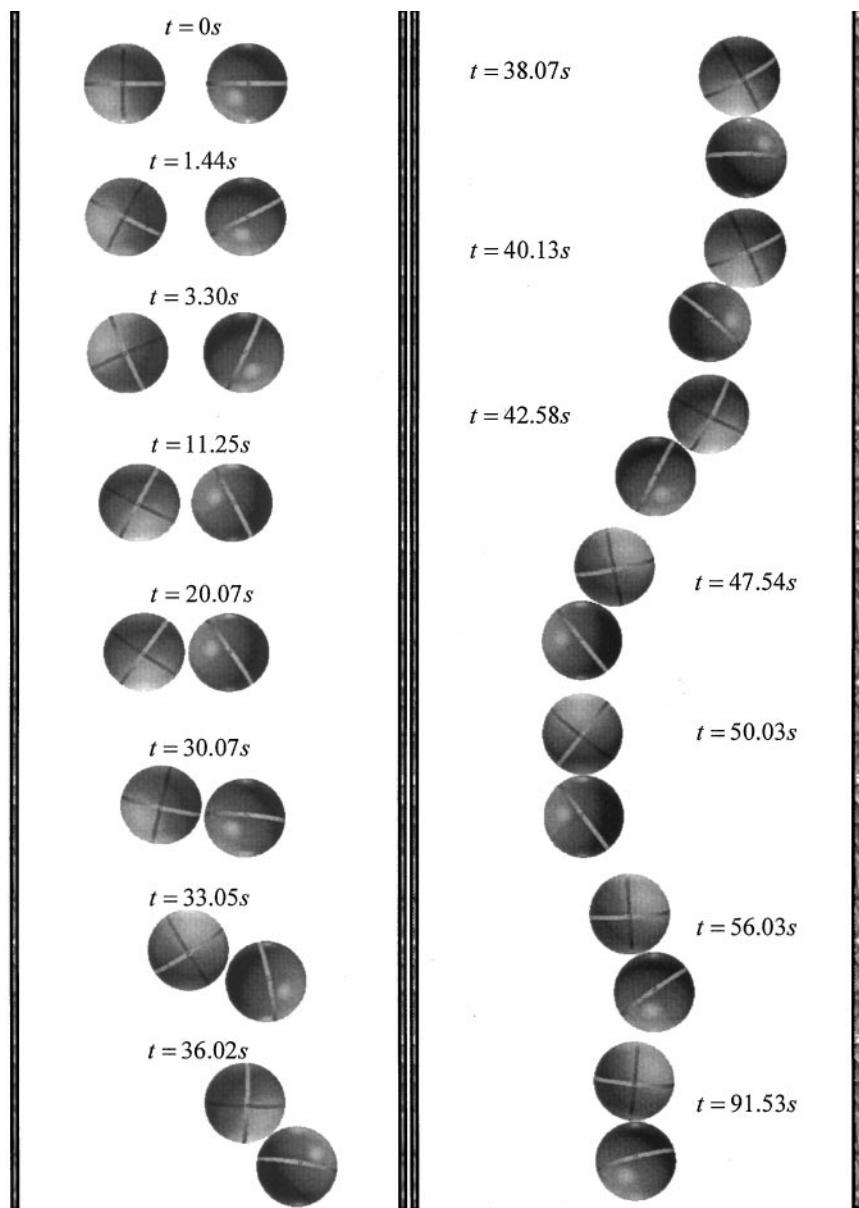 t = 0s
t = 1.44s
t = 3.30s
t = 11.25s
t = 20.07s
t = 30.07s
t = 33.05s
t = 36.02s
t = 38.07s
t = 40.13s
t = 42.58s
t = 47.54s
t = 50.03s
t = 56.03s
t = 91.53s